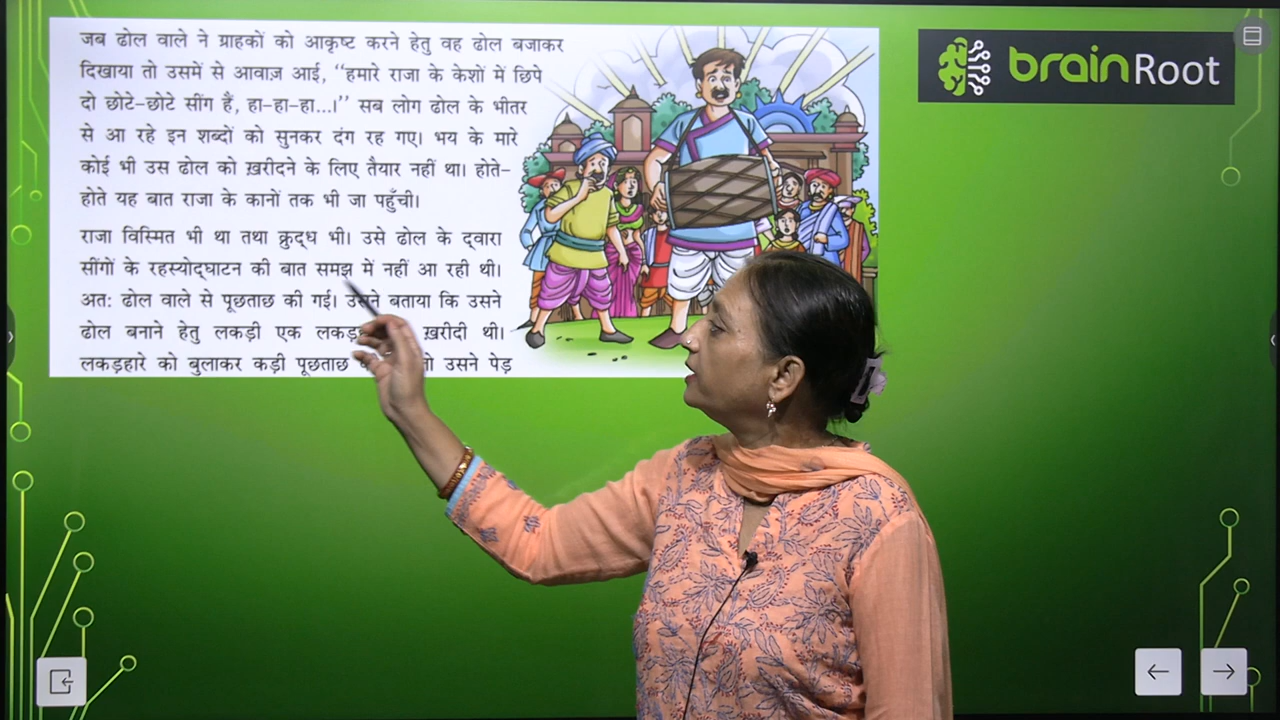 जब ढोल वाले ने ग्राहकों को आकृष्ट करने हेतु वह ढोल बजाकर
दिखाया तो उसमें से आवाज़ आई, “हमारे राजा के केशों में छिपे
दो छोटे-छोटे सींग हैं, हा-हा-हा...।” सब लोग ढोल के भीतर
से आ रहे इन शब्दों को सुनकर दंग रह गए। भय के मारे
कोई भी उस ढोल को ख़रीदने के लिए तैयार नहीं था। होते-
होते यह बात राजा के कानों तक भी जा पहुँची।
राजा विस्मित भी था तथा क्रुद्ध भी। उसे ढोल के द्वारा
सींगों के रहस्योद्घाटन की बात समझ में नहीं आ रही थी।
अतः ढोल वाले से पूछताछ की गई। उसने बताया कि उसने
ढोल बनाने हेतु लकड़ी एक ख़रीदी थी।
लकड़हारे को बुलाकर कड़ी पूछताछ उसने पेड़
brainRoot